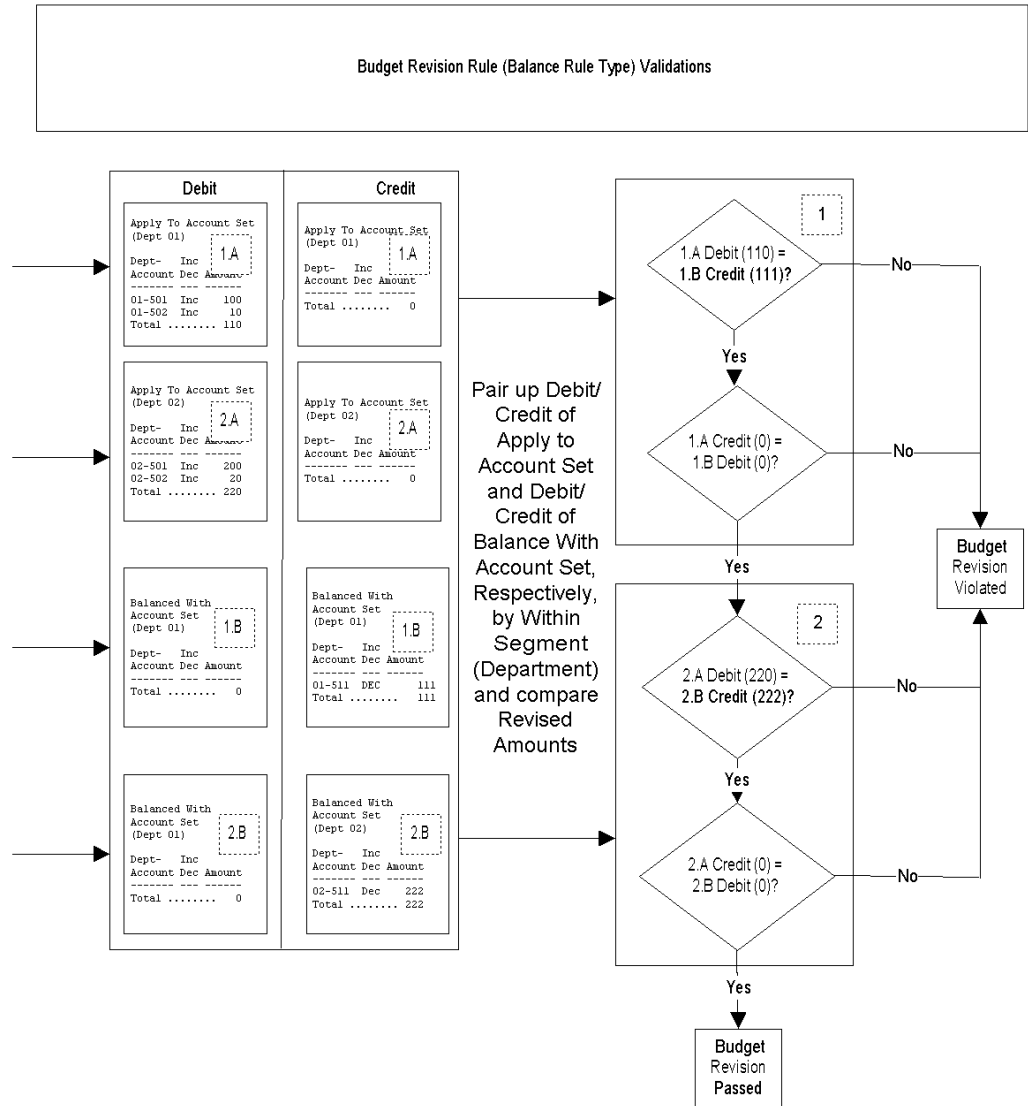 Budget Revision Rule (Balance Rule Type) Validations
Debit
Apply To Account Set
(Dept 01)
1.A
Dept- Inc
Account Dec Amount
------- --- ------
01-501 Inc 100
01-502 Inc 10
Total ........ 110
Apply To Account Set
(Dept 02)
2.A
Dept- Inc
Account Dec Amount
------- --- ------
02-501 Inc 200
02-502 Inc 20
Total ........ 220
Balanced With
Account Set
(Dept 01)
1.B
Dept- Inc
Account Dec Amount
------- --- ------
Total ........ 0
Balanced With
Account Set
(Dept 01)
2.B
Dept- Inc
Account Dec Amount
------- --- ------
Total ........ 0
Credit
Apply To Account Set
(Dept 01)
1.A
Dept- Inc
Account Dec Amount
------- --- ------
Total ........ 0
Apply To Account Set
(Dept 02)
2.A
Dept- Inc
Account Dec Amount
------- --- ------
Total ........ 0
Balanced With
Account Set
(Dept 01)
1.B
Dept- Inc
Account Dec Amount
------- --- ------
01-511 DEC 111
Total ........ 111
Balanced With
Account Set
(Dept 02)
2.B
Dept- Inc
Account Dec Amount
------- --- ------
02-511 Dec 222
Total ........ 222
Pair up Debit/
Credit of
Apply to
Account Set
and Debit/
Credit of
Balance With
Account Set,
Respectively,
by Within
Segment
(Department)
and compare
Revised
Amounts
1
1.A Debit (110) =
1.B Credit (111)?
No
Yes
1.A Credit (0) =
1.B Debit (0)?
No
Yes
2
2.A Debit (220) =
2.B Credit (222)?
No
Yes
2.A Credit (0) =
2.B Debit (0)?
No
Yes
Budget
Revision
Violated
Budget
Revision
Passed